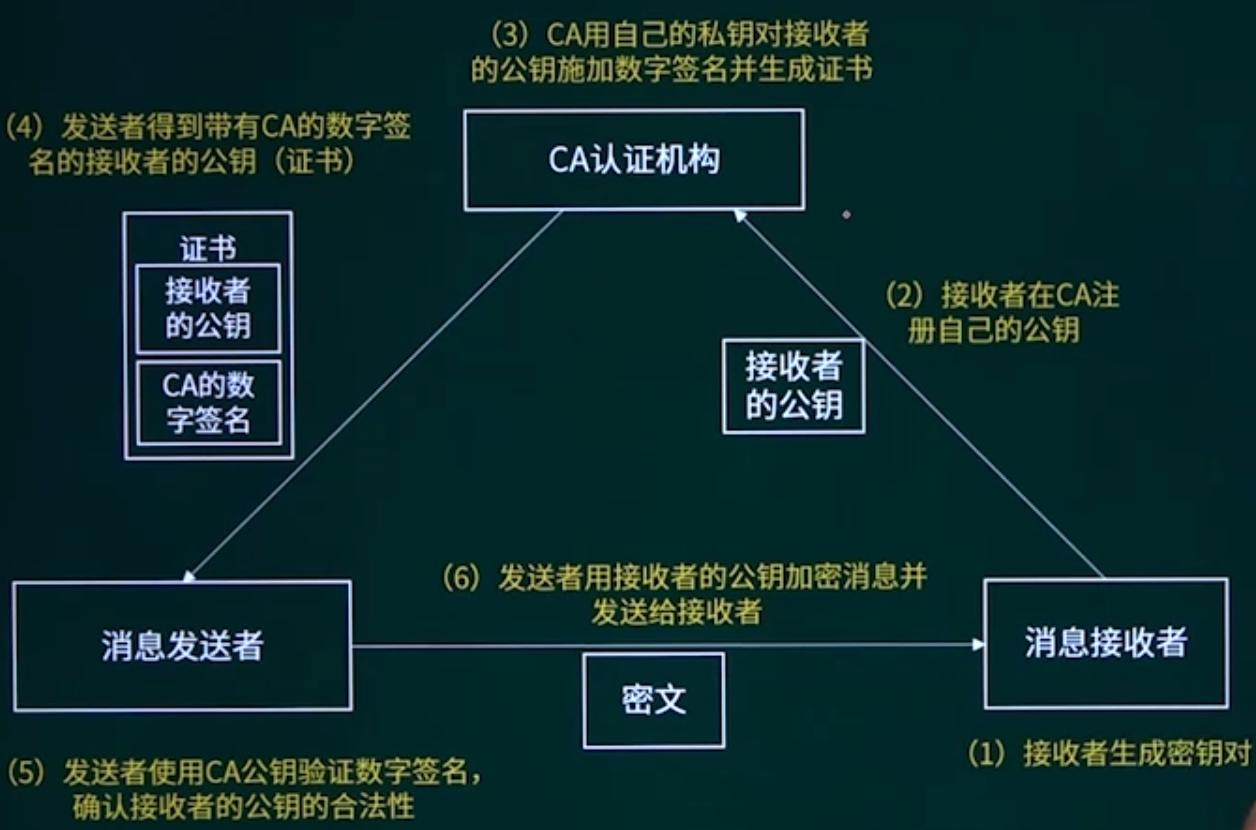 （3）CA用自己的私钥对接收者
的公钥施加数字签名并生成证书
（4）发送者得到带有CA的数字签
名的接收者的公钥（证书）
CA认证机构
证书
接收者
的公钥
CA的数
字签名
（2）接收者在CA注
册自己的公钥
接收者
的公钥
（6）发送者用接收者的公钥加密消息并
发送给接收者
消息发送者
消息接收者
密文
（1）接收者生成密钥对
（5）发送者使用CA公钥验证数字签名，
确认接收者的公钥的合法性